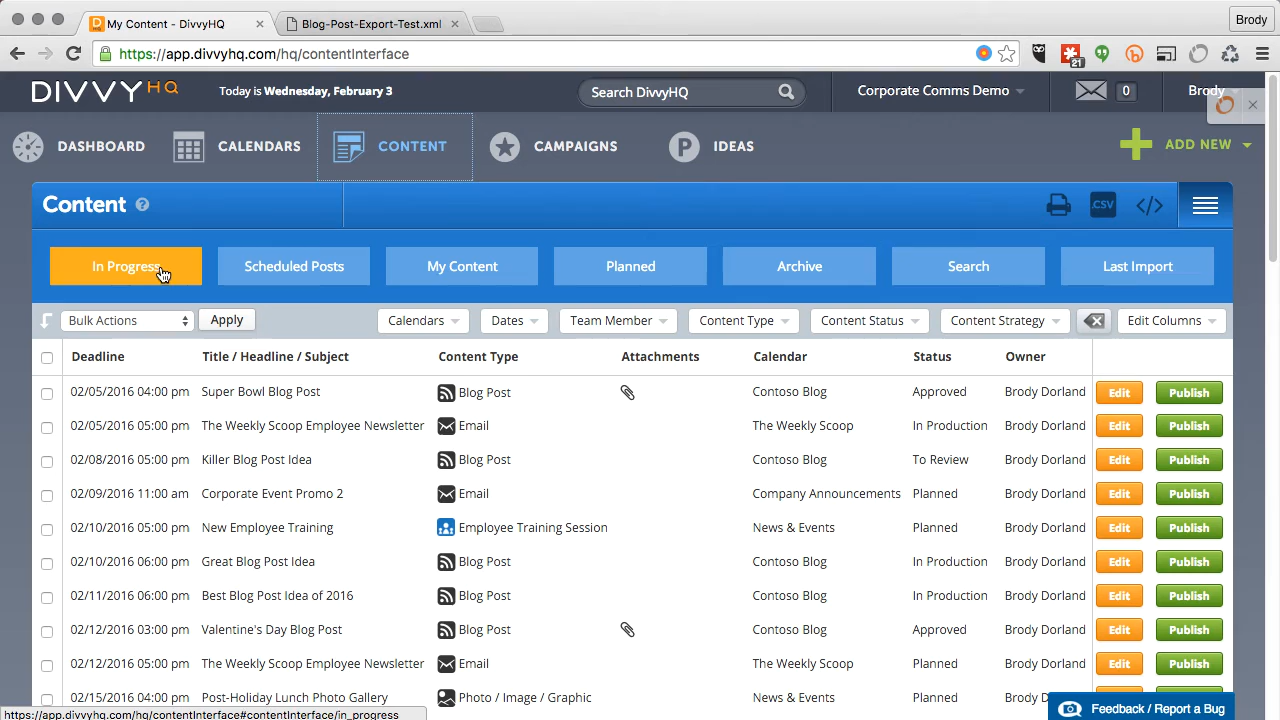 My Content - DivvyHQ
Blog-Post-Export-Test.xml
Brody
https://app.divvyhq.com/hq/contentInterface
21
DIVVYHQ
Today is Wednesday, February 3
Search DivvyHQ
Corporate Comms Demo
0
Brody
DASHBOARD
CALENDARS
CONTENT
CAMPAIGNS
P
IDEAS
ADD NEW
Content ?
.CSV
</>
In Progress
Scheduled Posts
My Content
Planned
Archive
Search
Last Import
Bulk Actions
Apply
Calendars
Dates
Team Member
Content Type
Content Status
Content Strategy
Edit Columns
Deadline Title / Headline / Subject Content Type Attachments Calendar Status Owner
02/05/2016 04:00 pm Super Bowl Blog Post Blog Post Contoso Blog Approved Brody Dorland Edit Publish
02/05/2016 05:00 pm The Weekly Scoop Employee Newsletter Email The Weekly Scoop In Production Brody Dorland Edit Publish
02/08/2016 05:00 pm Killer Blog Post Idea Blog Post Contoso Blog To Review Brody Dorland Edit Publish
02/09/2016 11:00 am Corporate Event Promo 2 Email Company Announcements Planned Brody Dorland Edit Publish
02/10/2016 05:00 pm New Employee Training Employee Training Session News & Events Planned Brody Dorland Edit Publish
02/10/2016 06:00 pm Great Blog Post Idea Blog Post Contoso Blog In Production Brody Dorland Edit Publish
02/11/2016 06:00 pm Best Blog Post Idea of 2016 Blog Post Contoso Blog In Production Brody Dorland Edit Publish
02/12/2016 03:00 pm Valentine's Day Blog Post Blog Post Contoso Blog Approved Brody Dorland Edit Publish
02/12/2016 05:00 pm The Weekly Scoop Employee Newsletter Email The Weekly Scoop Planned Brody Dorland Edit Publish
02/15/2016 04:00 pm Post-Holiday Lunch Photo Gallery Photo / Image / Graphic News & Events Planned Brody D
https://app.divvyhq.com/hq/contentInterface#contentInterface/in_progress
Feedback / Report a Bug